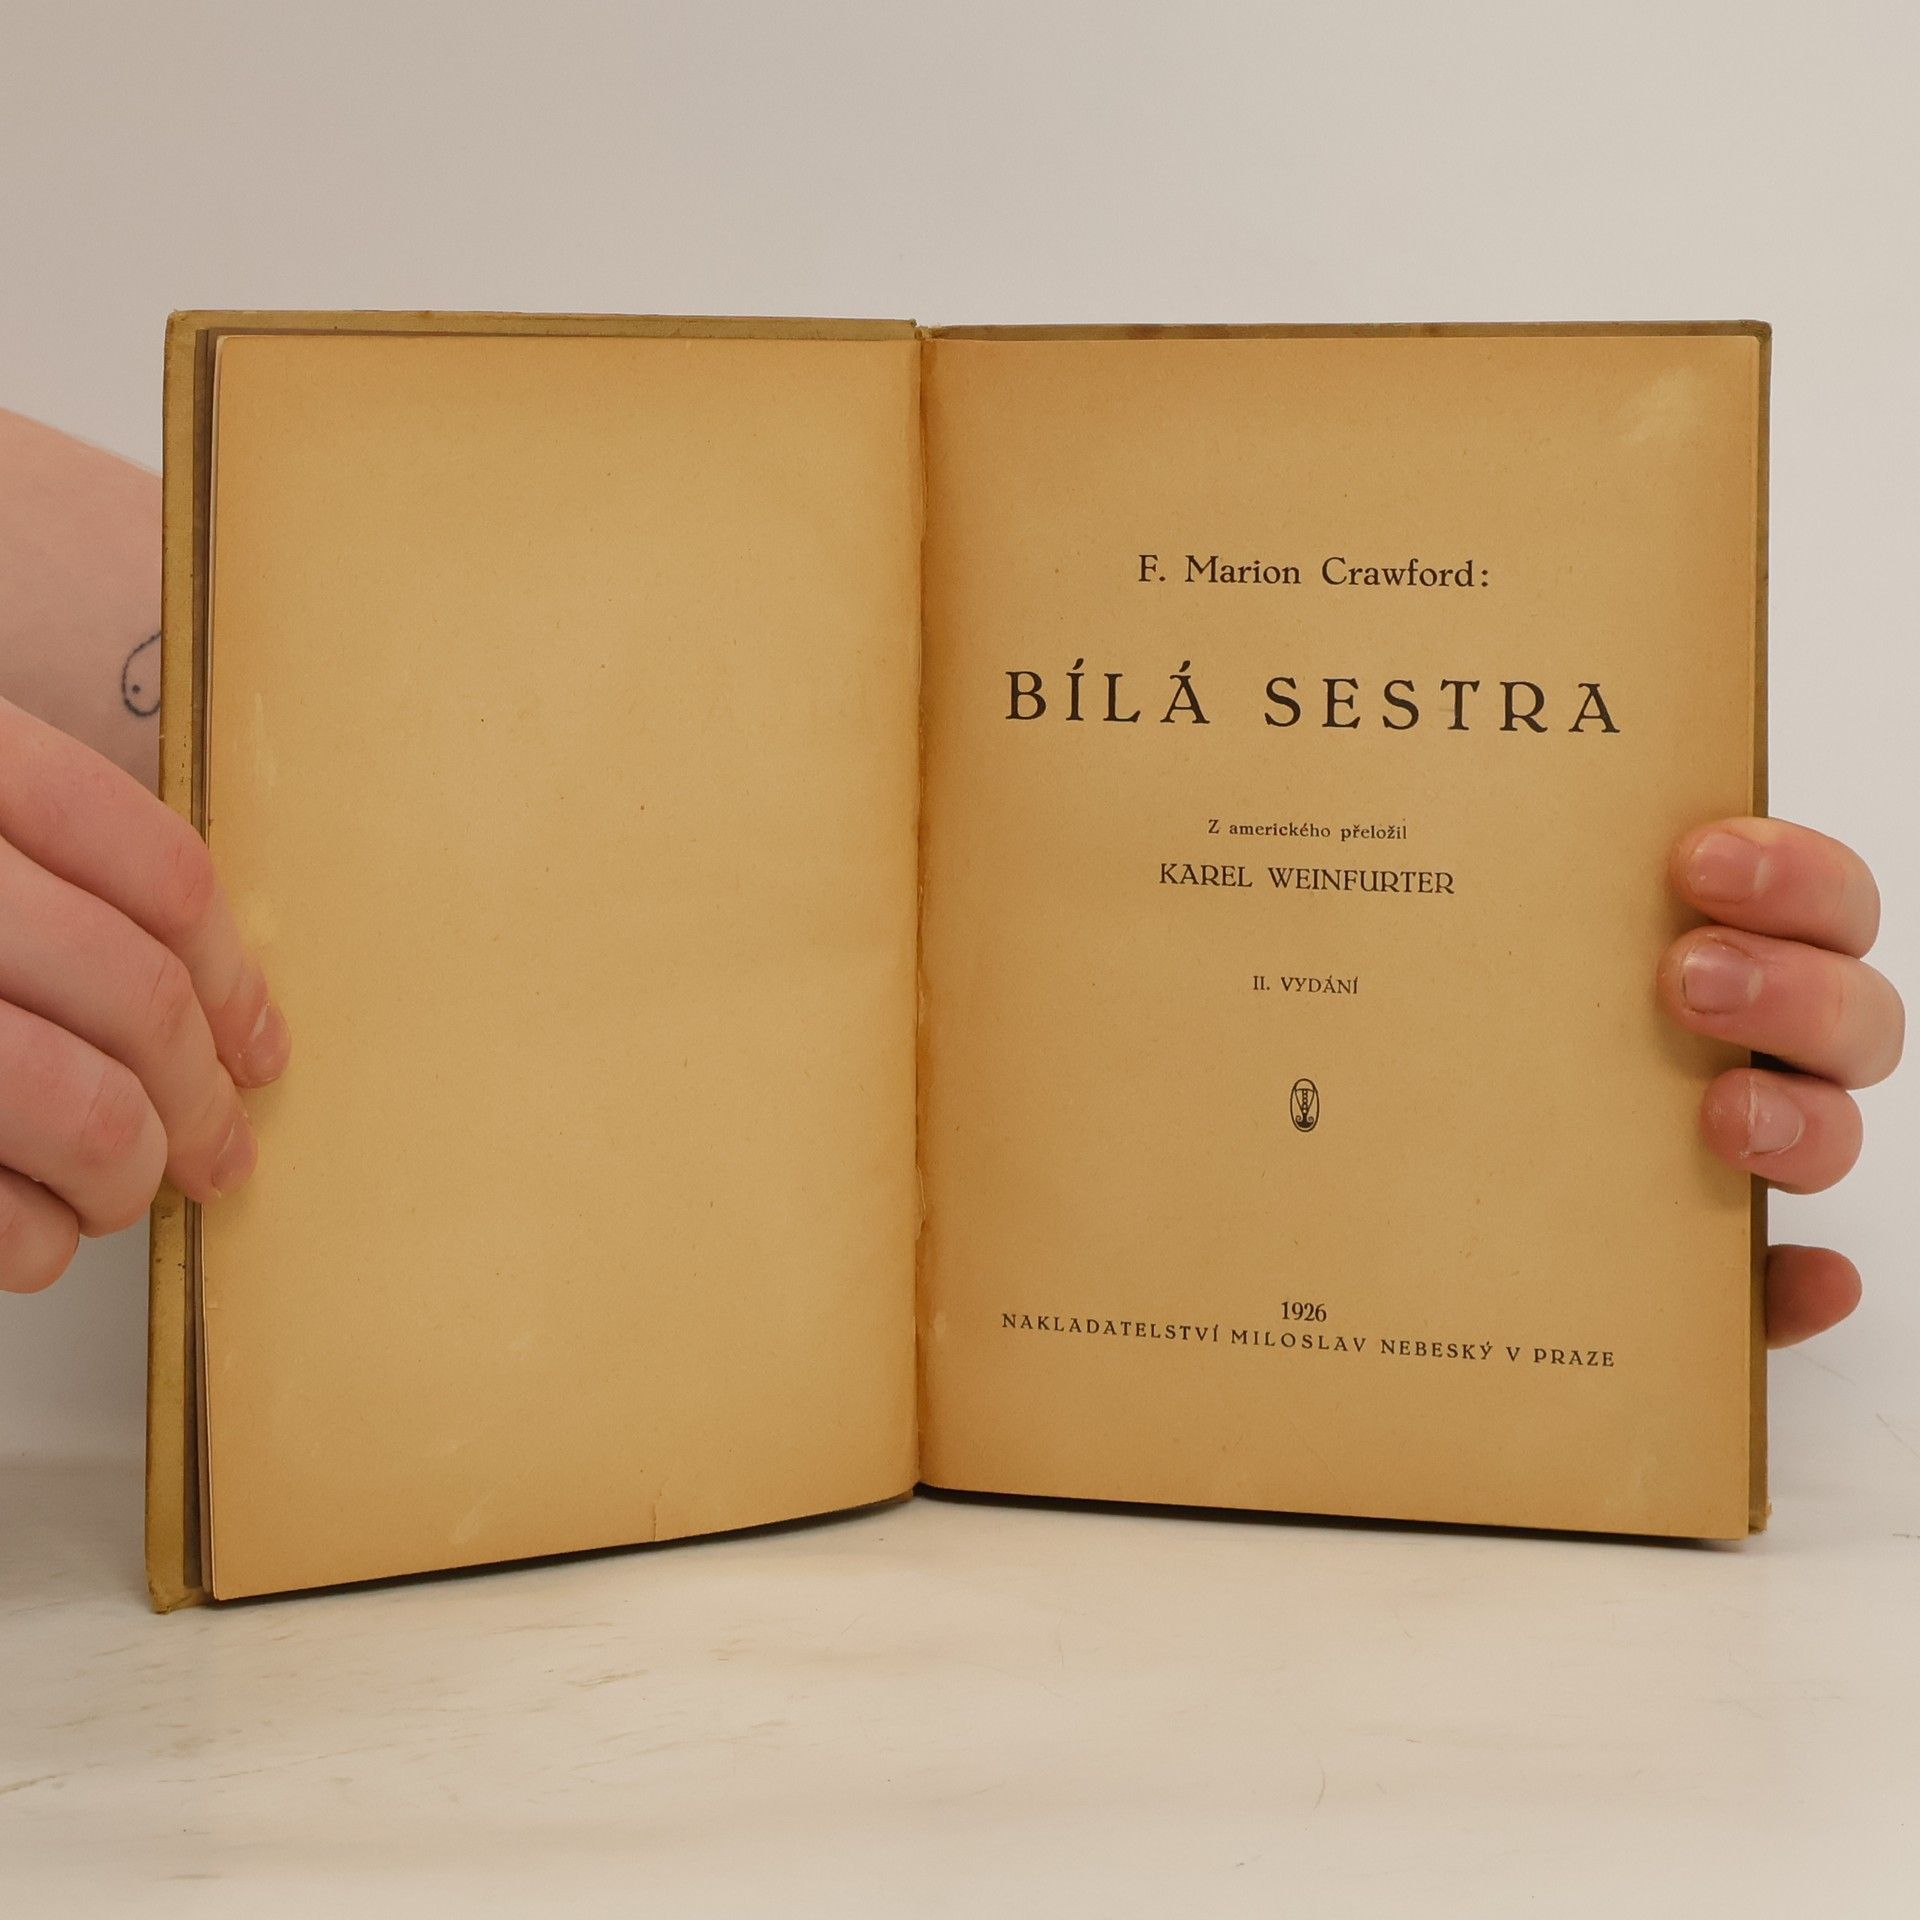 F. Marion Crawford:
BÍLÁ SESTRA
Z amerického přeložil
KAREL WEINFURTER
II. VYDÁNÍ
1926
NAKLADATELSTVÍ MILOSLAV NEBESKÝ V PRAZE